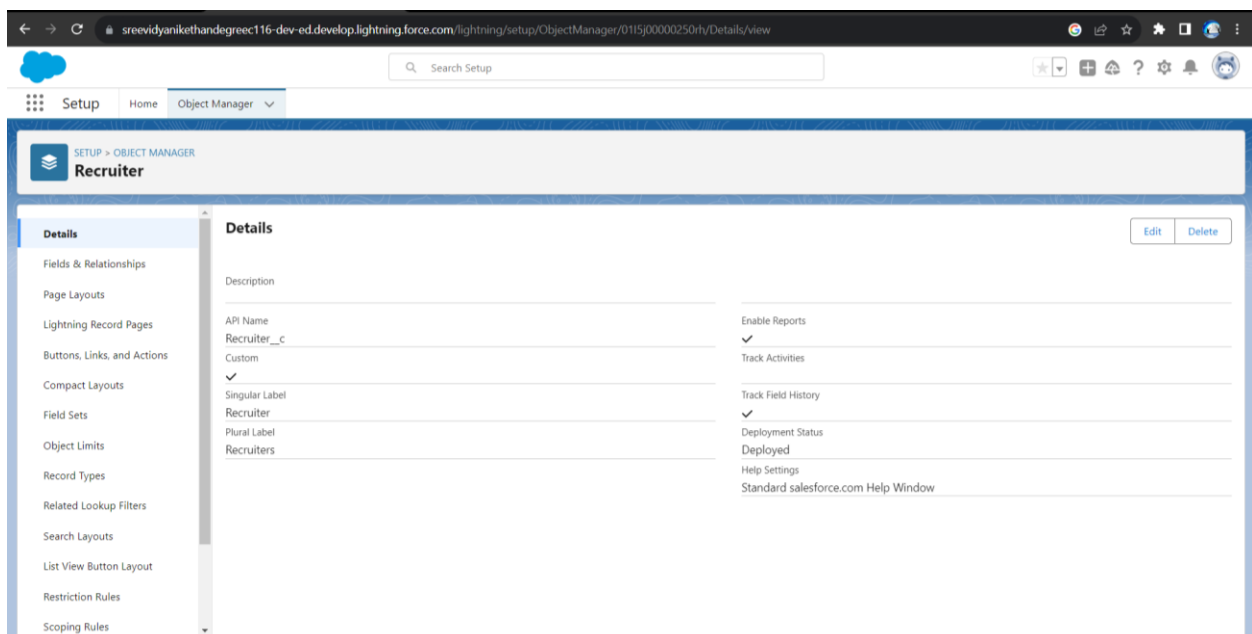 sreevidyanikethandegreec116-dev-ed.develop.lightning.force.com/lightning/setup/ObjectManager/01I5j00000250rh/Details/view
Search Setup
Setup
Home
Object Manager
SETUP > OBJECT MANAGER
Recruiter
Details
Fields & Relationships
Page Layouts
Lightning Record Pages
Buttons, Links, and Actions
Compact Layouts
Field Sets
Object Limits
Record Types
Related Lookup Filters
Search Layouts
List View Button Layout
Restriction Rules
Scoping Rules
Details
Edit
Delete
Description
API Name
Recruiter__c
Custom
Singular Label
Recruiter
Plural Label
Recruiters
Enable Reports
Track Activities
Track Field History
Deployment Status
Deployed
Help Settings
Standard salesforce.com Help Window